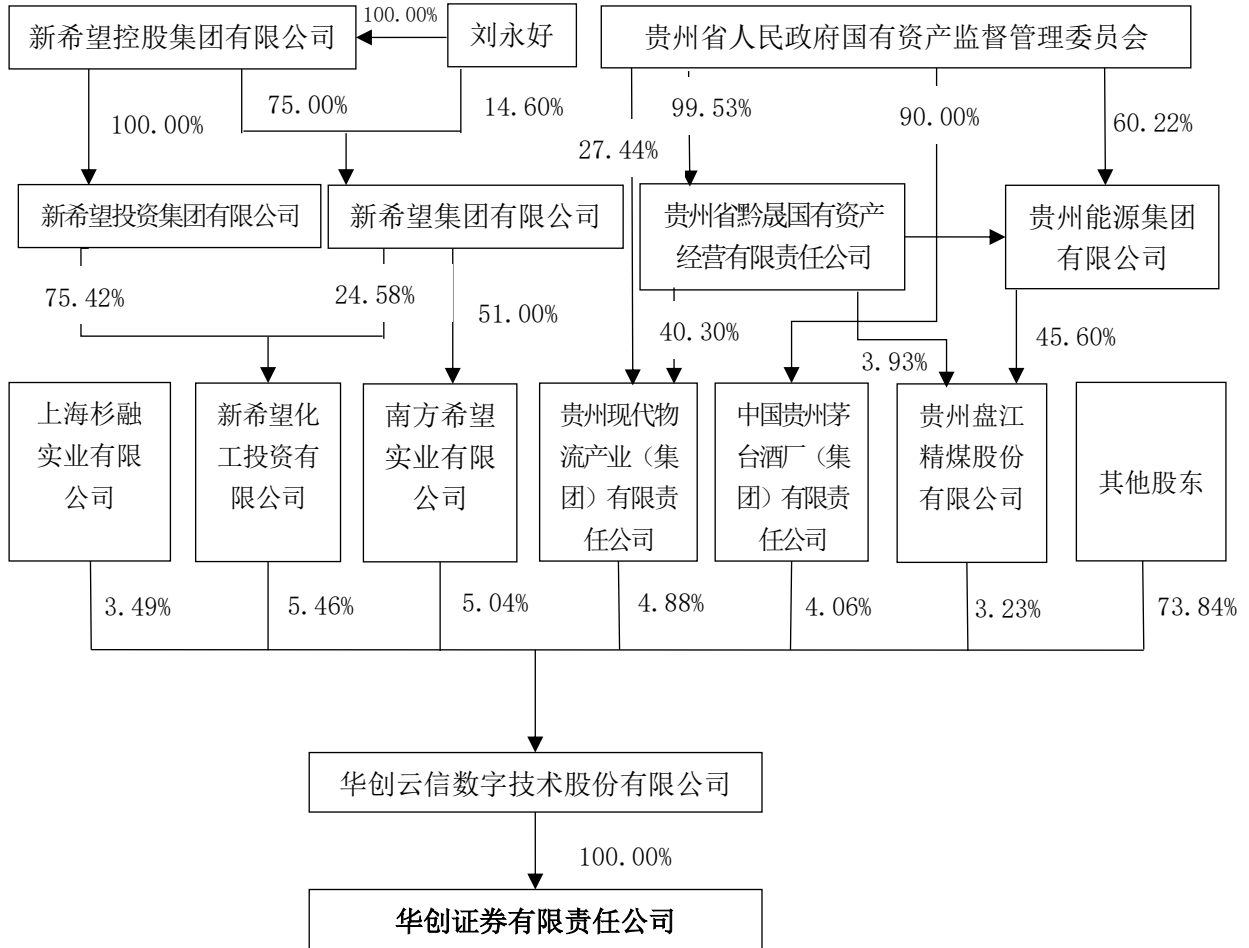 新希望控股集团有限公司
100.00%
刘永好
贵州省人民政府国有资产监督管理委员会
100.00%
75.00%
14.60%
27.44%
99.53%
90.00%
60.22%
新希望投资集团有限公司
新希望集团有限公司
贵州省黔晟国有资产
经营有限责任公司
贵州能源集团
有限公司
75.42%
24.58%
51.00%
40.30%
3.93%
45.60%
上海杉融
实业有限
公司
新希望化
工投资有
限公司
南方希望
实业有限
公司
贵州现代物
流产业（集
团）有限责
任公司
中国贵州茅
台酒厂（集
团）有限责
任公司
贵州盘江
精煤股份
有限公司
其他股东
3.49%
5.46%
5.04%
4.88%
4.06%
3.23%
73.84%
华创云信数字技术股份有限公司
100.00%
华创证券有限责任公司